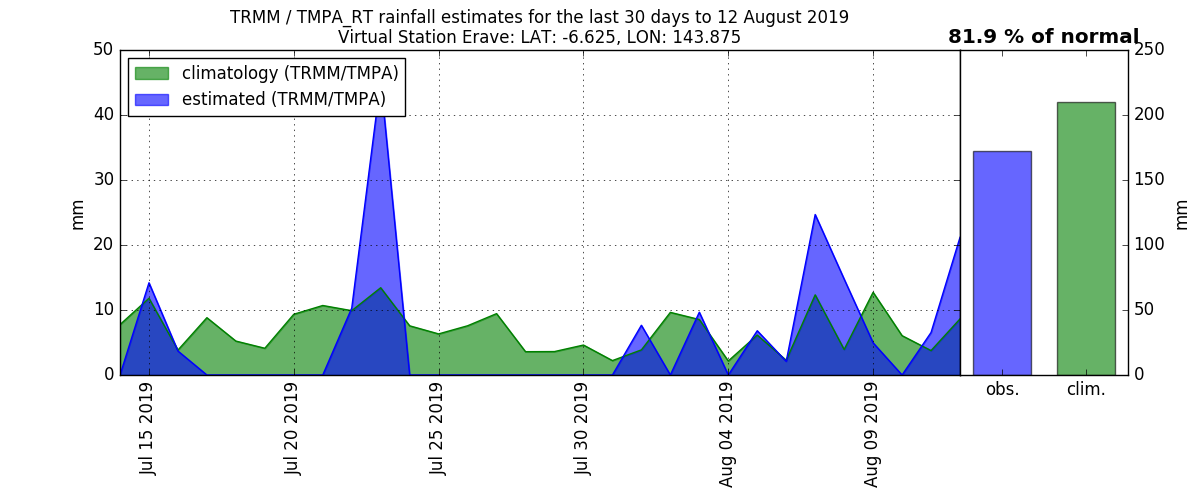 TRMM / TMPA_RT rainfall estimates for the last 30 days to 12 August 2019
Virtual Station Erave: LAT: -6.625, LON: 143.875
81.9 % of normal
climatology (TRMM/TMPA)
estimated (TRMM/TMPA)
50
40
30
20
10
0
mm
Jul 15 2019
Jul 20 2019
Jul 25 2019
Jul 30 2019
Aug 04 2019
Aug 09 2019
obs.
clim.
250
200
150
100
50
0
mm